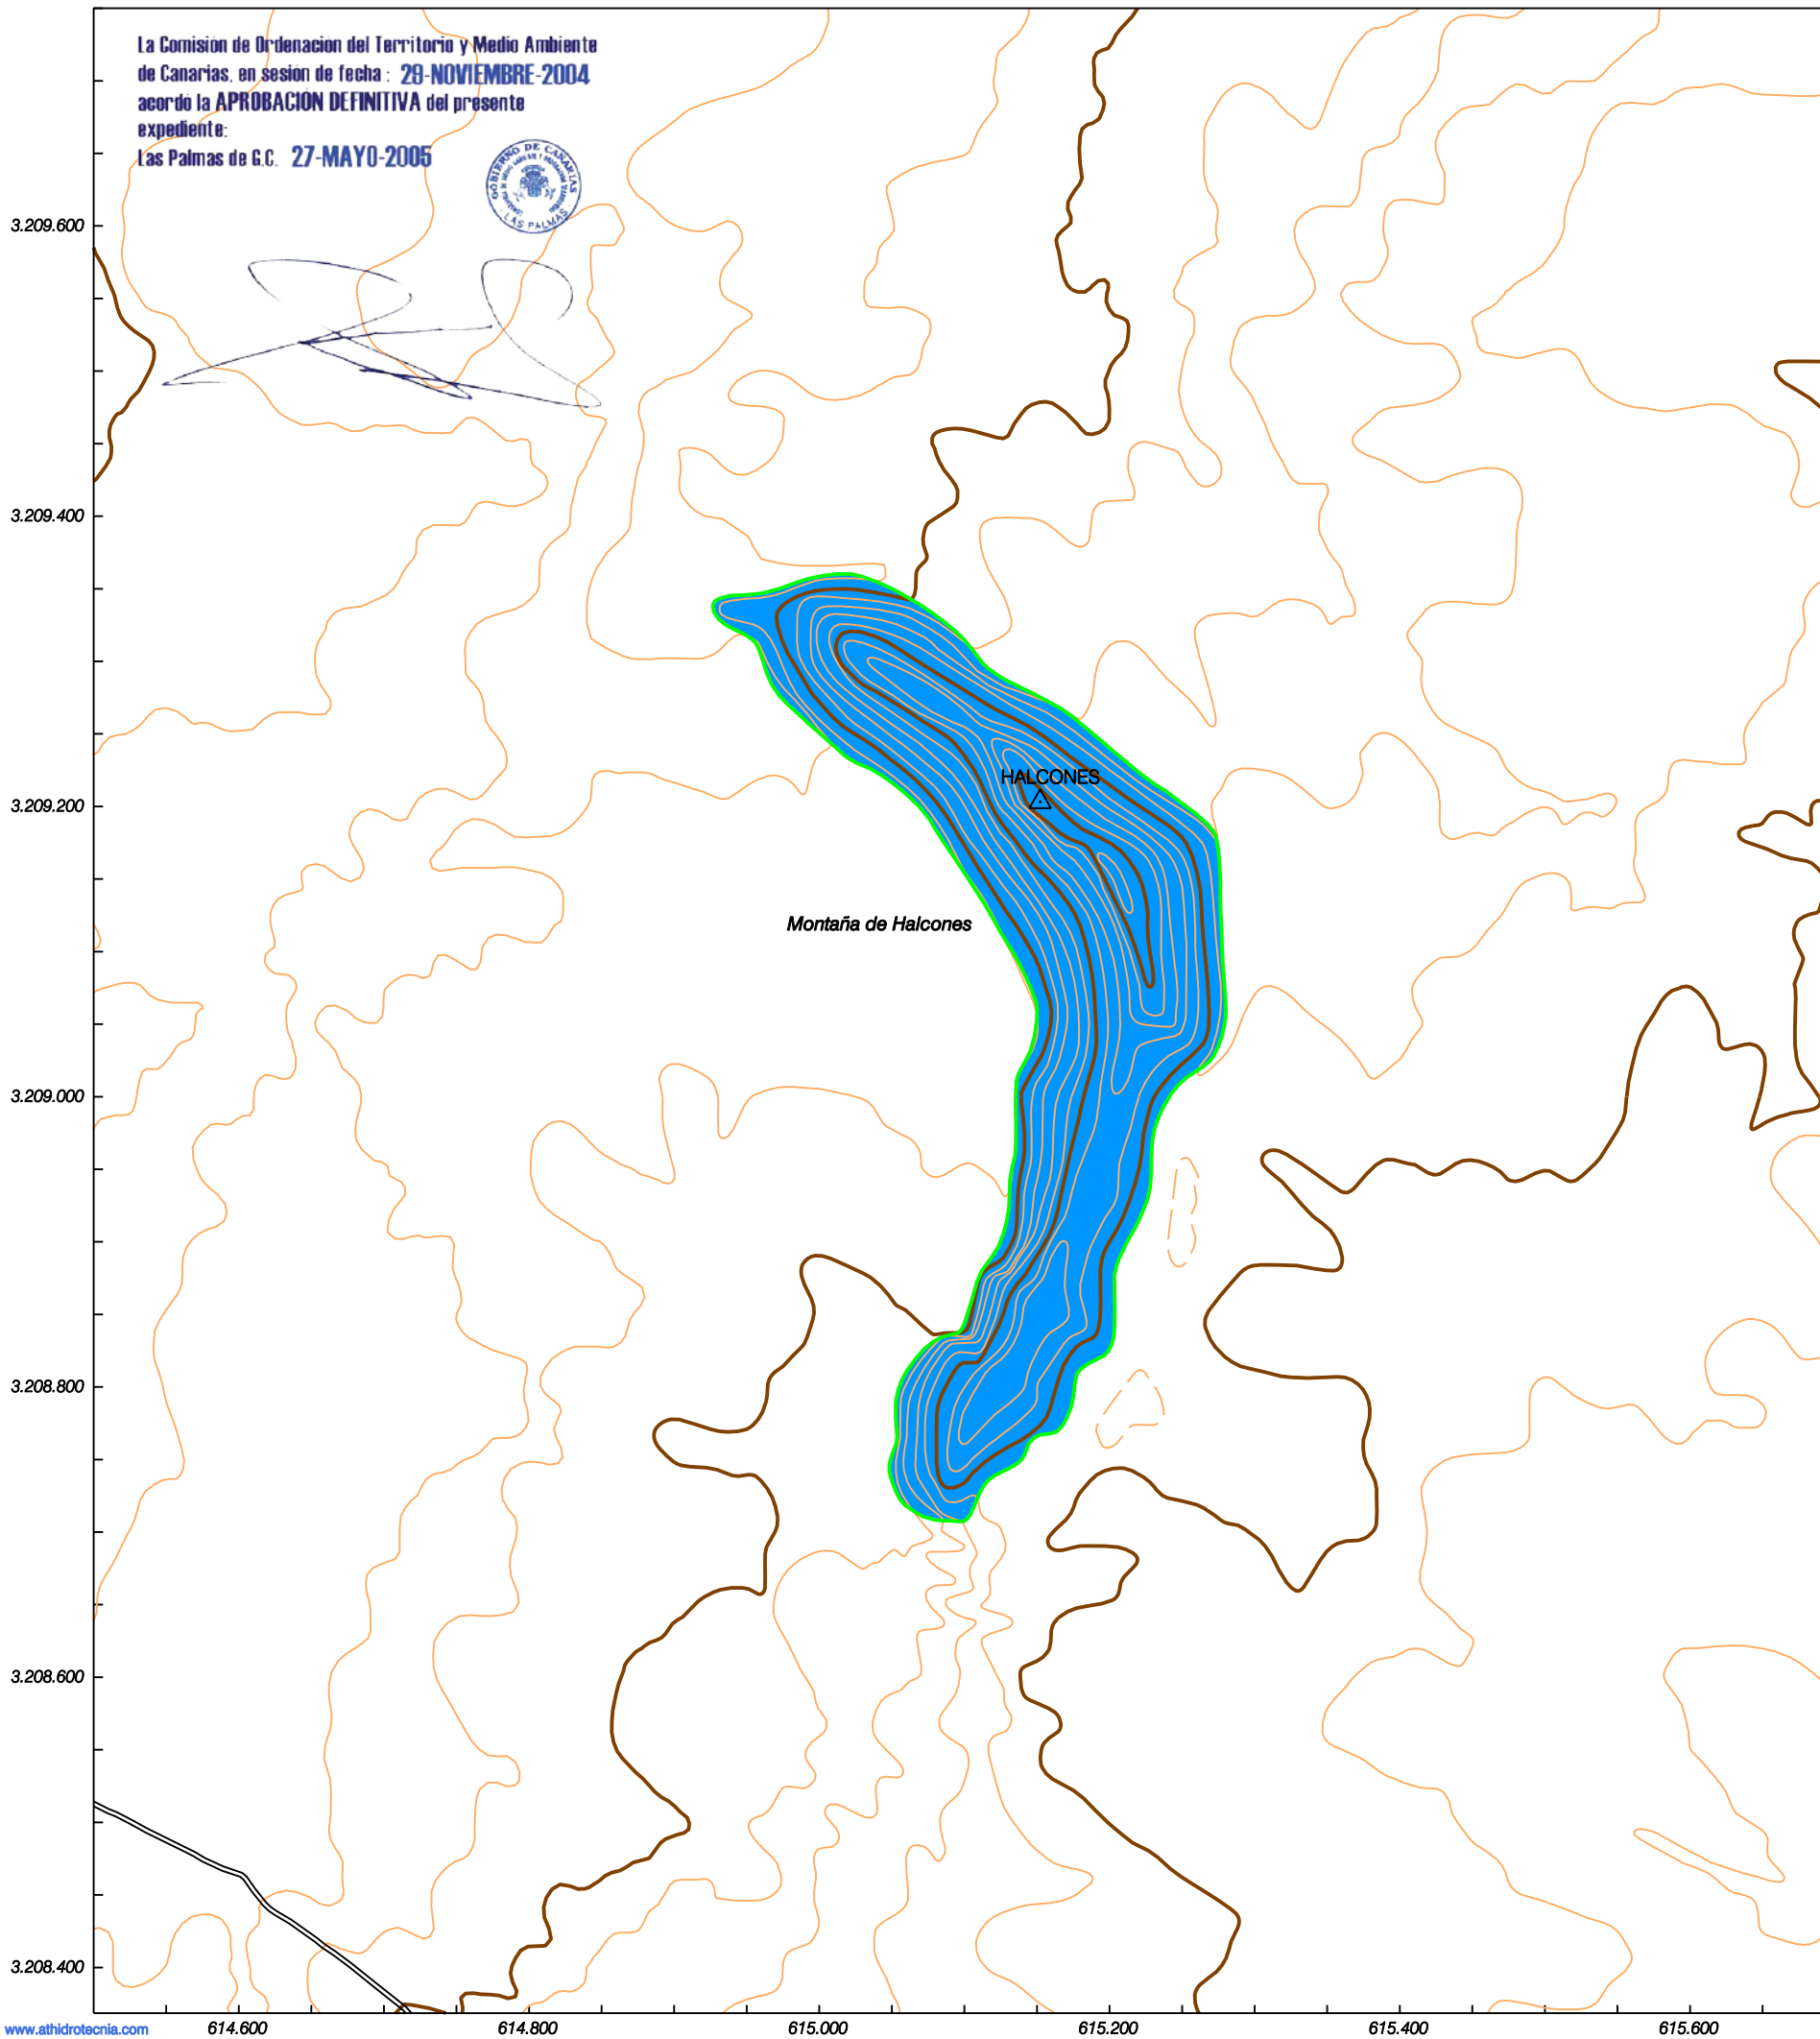 La Comisión de Ordenación del Territorio y Medio Ambiente
de Canarias, en sesión de fecha : 29-NOVIEMBRE-2004
acordó la APROBACIÓN DEFINITIVA del presente
expediente:
Las Palmas de G.C. 27-MAYO-2005
GOBIERNO DE CANARIAS
LAS PALMAS
3.209.600
3.209.400
HALCONES
3.209.200
Montaña de Halcones
3.209.000
3.208.800
3.208.600
3.208.400
www.athidrotecnia.com
614.600
614.800
615.000
615.200
615.400
615.600